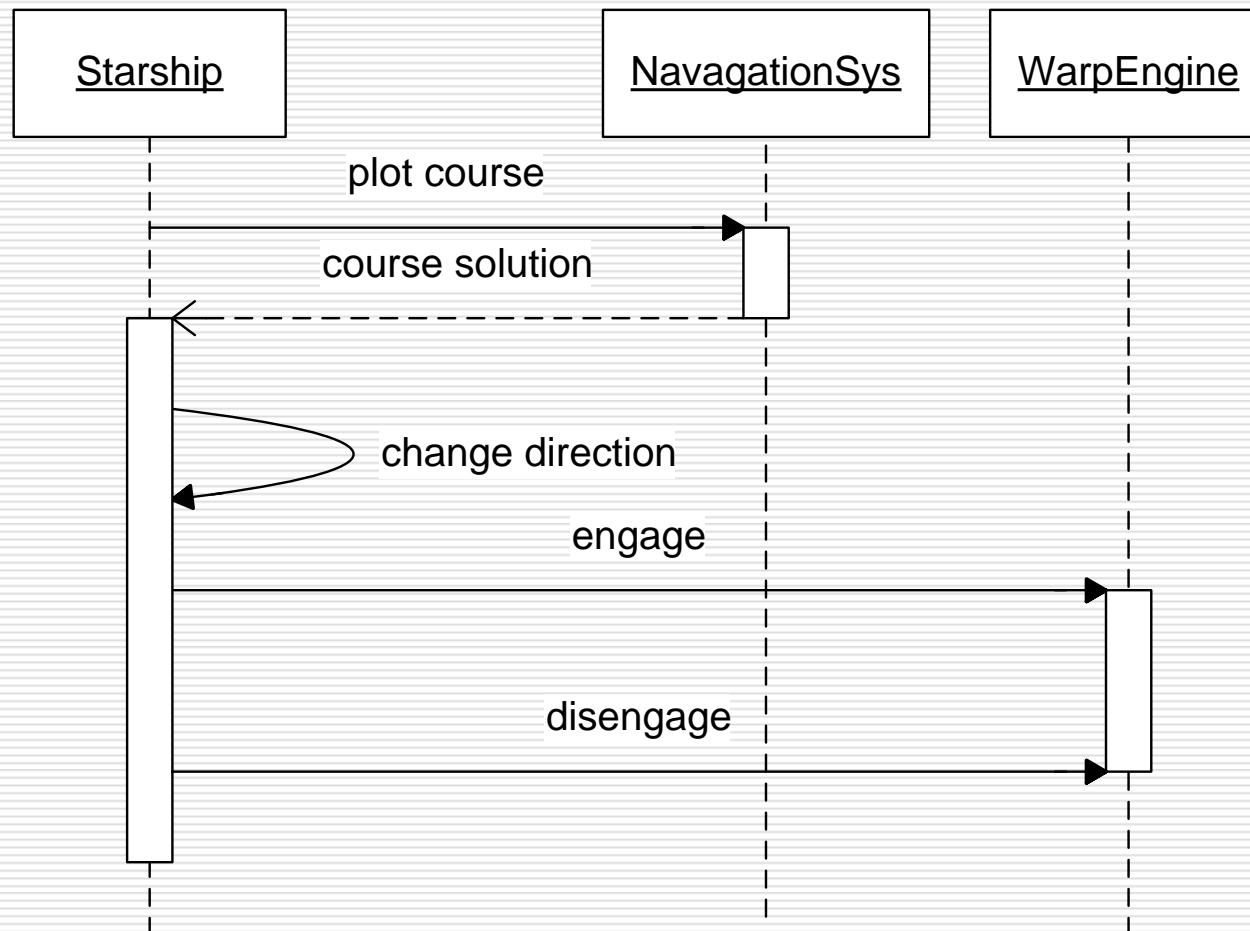 Starship
NavagationSys
WarpEngine
plot course
course solution
change direction
engage
disengage